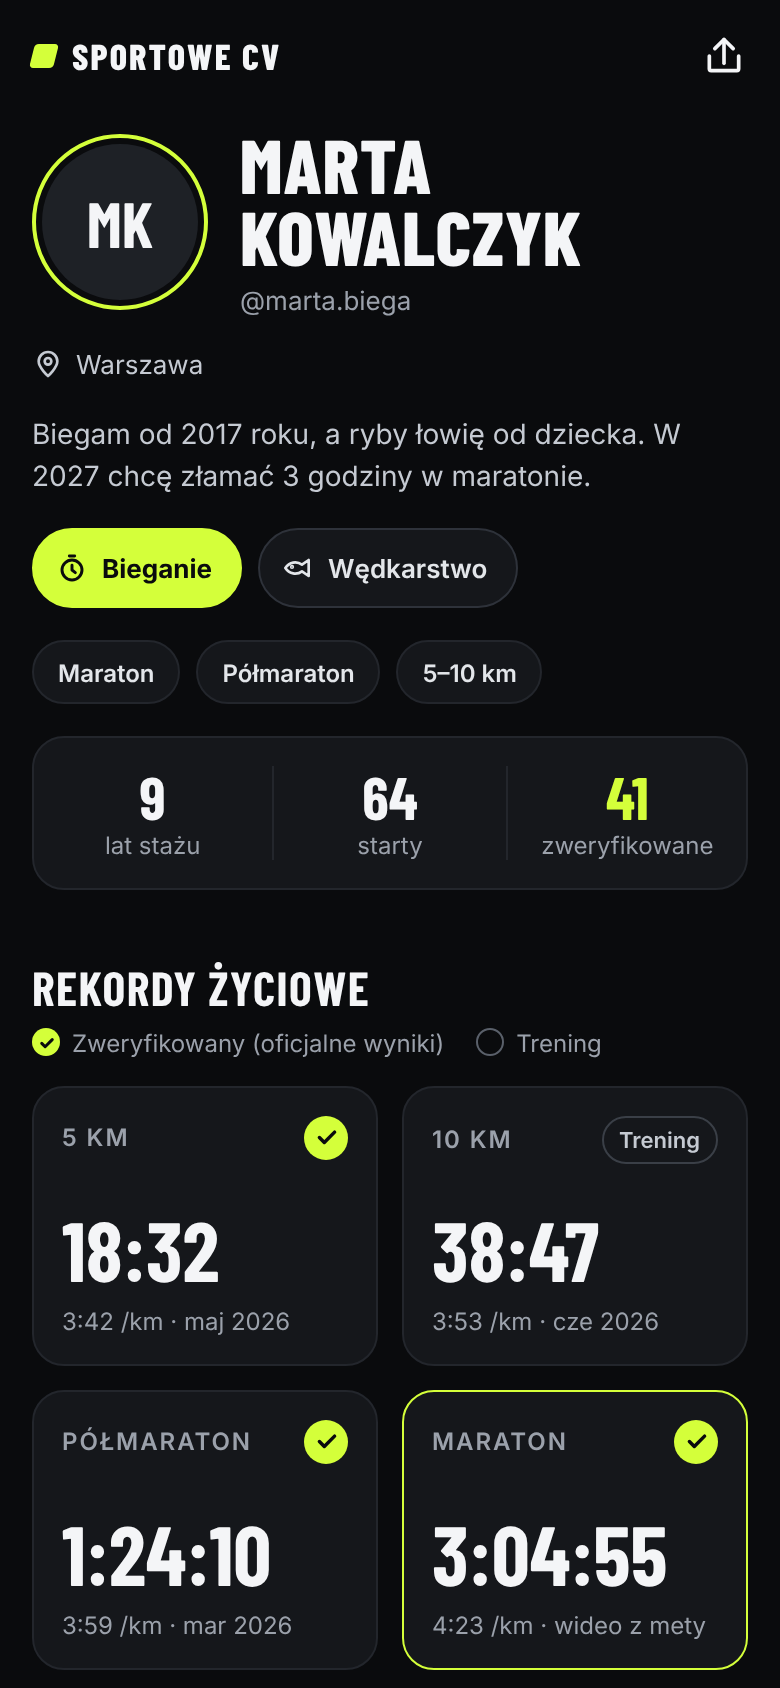 SPORTOWE CV
MK
MARTA
KOWALCZYK
@marta.biega
Warszawa
Biegam od 2017 roku, a ryby łowię od dziecka. W
2027 chcę złamać 3 godziny w maratonie.
Bieganie
Wędkarstwo
Maraton
Półmaraton
5–10 km
9
lat stażu
64
starty
41
zweryfikowane
REKORDY ŻYCIOWE
Zweryfikowany (oficjalne wyniki)
Trening
5 KM
18:32
3:42 /km · maj 2026
10 KM
Trening
38:47
3:53 /km · cze 2026
PÓŁMARATON
1:24:10
3:59 /km · mar 2026
MARATON
3:04:55
4:23 /km · wideo z mety